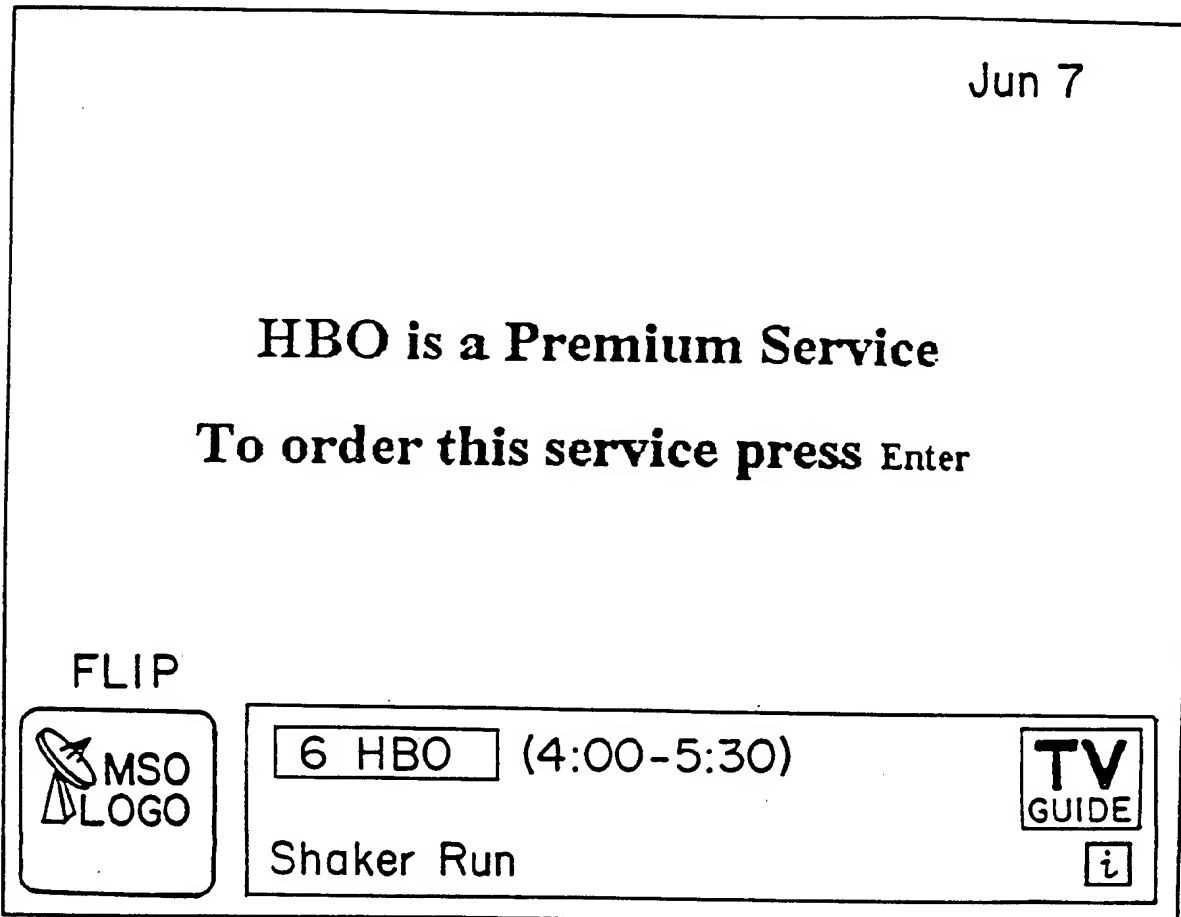 Jun 7
HBO is a Premium Service
To order this service press Enter
FLIP
MSO
LOGO
6 HBO (4:00-5:30)
Shaker Run
TV
GUIDE
i